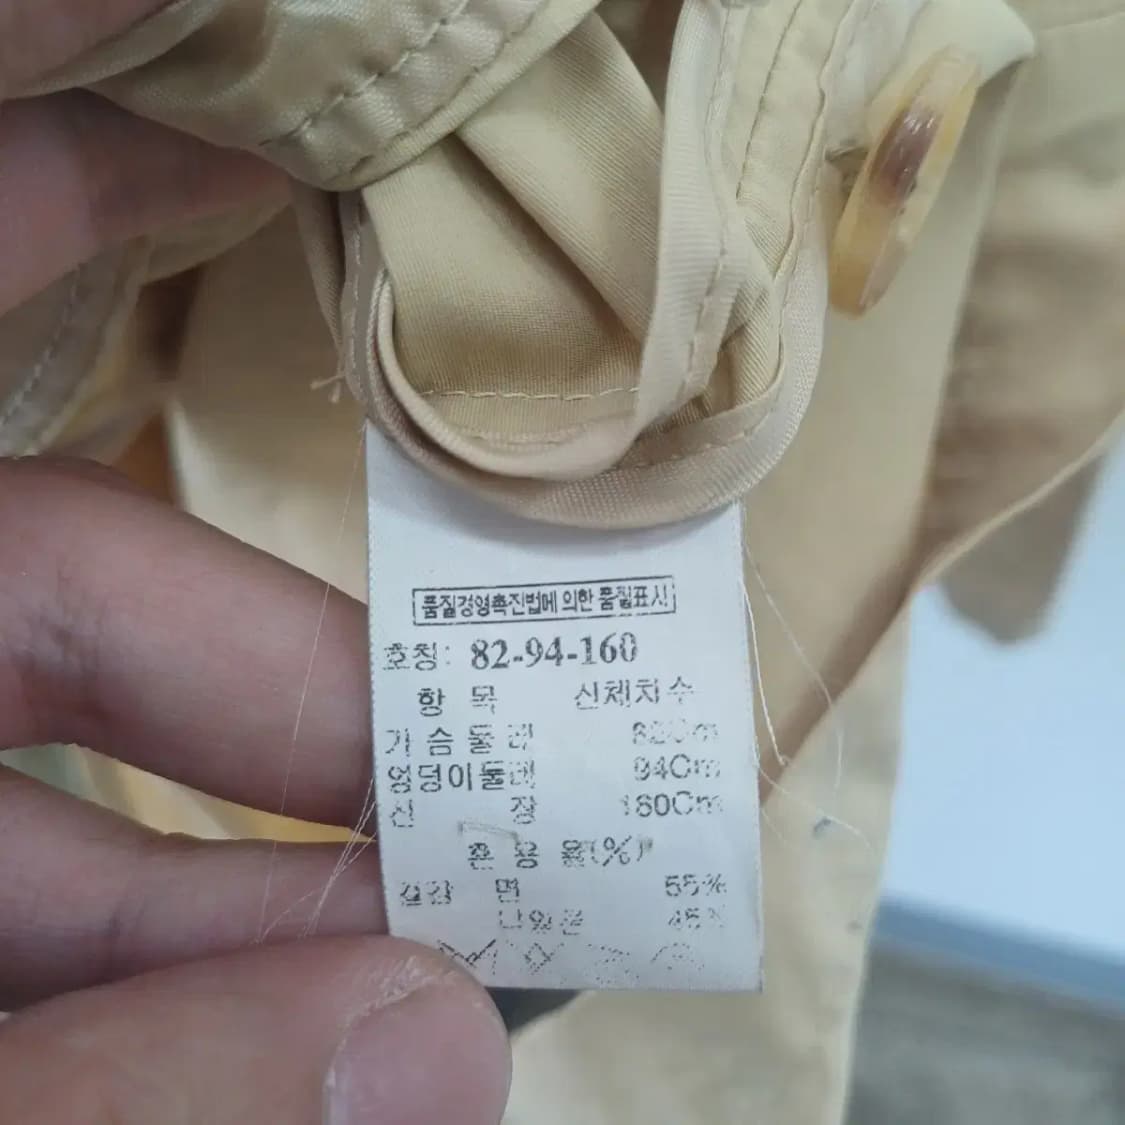 품질경영촉진법에 의한 품질표시
호칭: 82-94-160
항 목 신체치수
가슴둘레 82Cm
엉덩이둘레 94Cm
신 장 160Cm
혼 용 율(%)
겉감 면 55%
나일론 45%